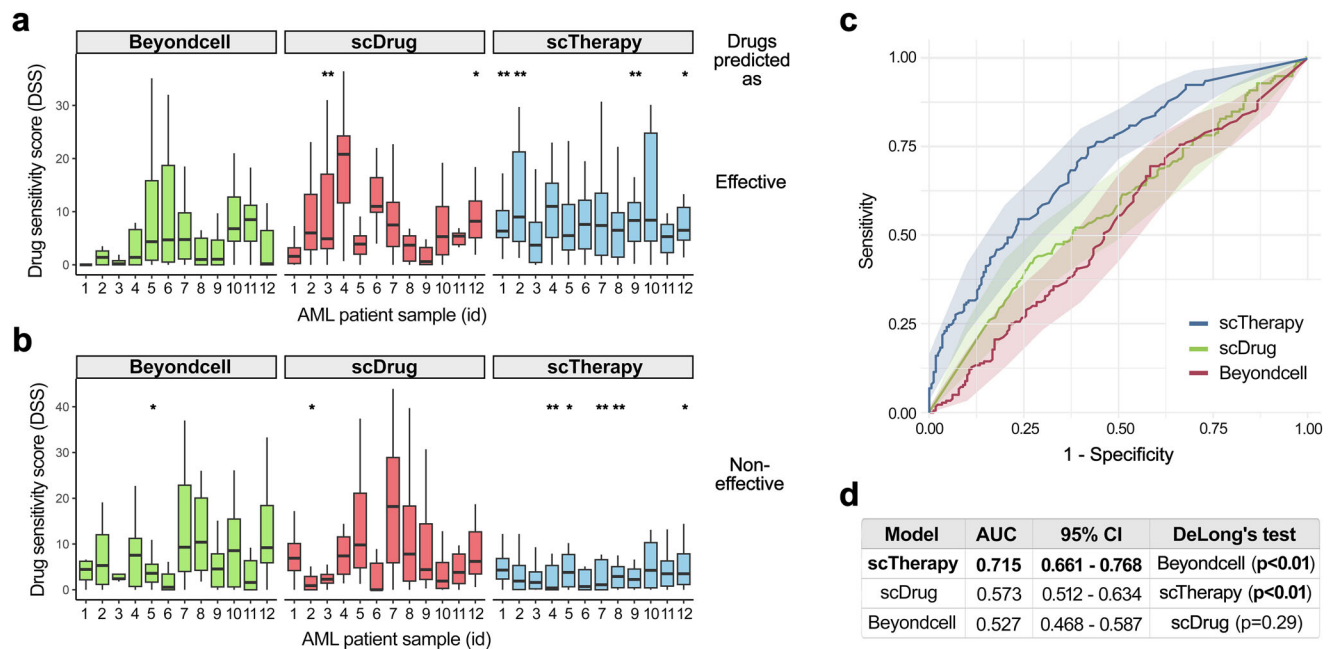 a
Beyondcell scDrug scTherapy
Drugs
predicted
as
Drug sensitivity score (DSS)
30
20
10
0
** * ** ** ** *
Effective
1 2 3 4 5 6 7 8 9 10 11 12 1 2 3 4 5 6 7 8 9 10 11 12 1 2 3 4 5 6 7 8 9 10 11 12
AML patient sample (id)
b
Beyondcell scDrug scTherapy
Drug sensitivity score (DSS)
40
30
20
10
0
* * ** * ** ** *
Non-
effective
1 2 3 4 5 6 7 8 9 10 11 12 1 2 3 4 5 6 7 8 9 10 11 12 1 2 3 4 5 6 7 8 9 10 11 12
AML patient sample (id)
c
Sensitivity
1.00
0.75
0.50
0.25
0.00
scTherapy
scDrug
Beyondcell
0.00 0.25 0.50 0.75 1.00
1 - Specificity
d
Model AUC 95% CI DeLong's test
scTherapy 0.715 0.661 - 0.768 Beyondcell (p<0.01)
scDrug 0.573 0.512 - 0.634 scTherapy (p<0.01)
Beyondcell 0.527 0.468 - 0.587 scDrug (p=0.29)